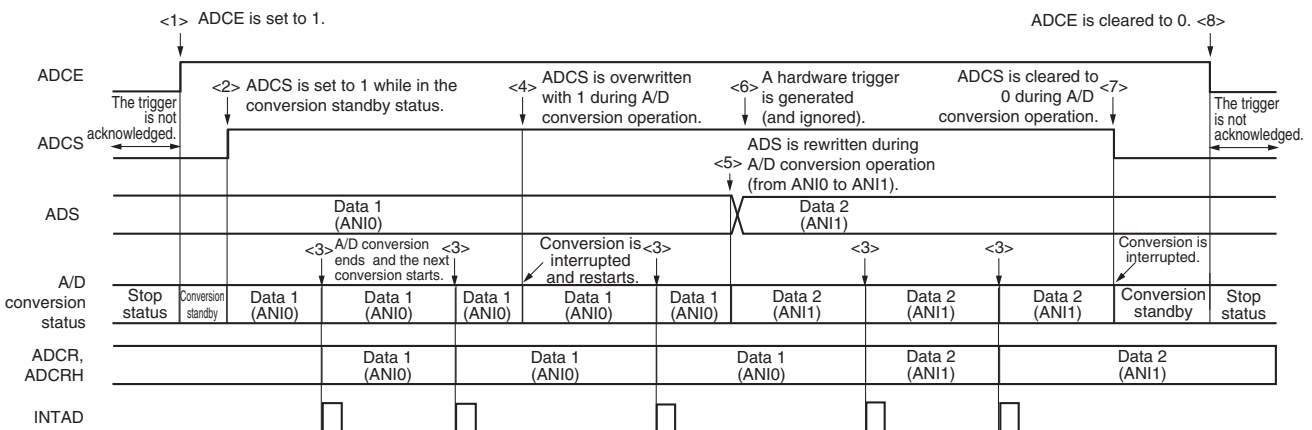 <1> ADCE is set to 1.
ADCE is cleared to 0. <8>
ADCE
The trigger
is not
acknowledged.
<2> ADCS is set to 1 while in the
conversion standby status.
<4> ADCS is overwritten
with 1 during A/D
conversion operation.
<6> A hardware trigger
is generated
(and ignored).
ADCS is cleared to
0 during A/D <7>
conversion operation.
The trigger
is not
acknowledged.
ADCS
ADS is rewritten during
<5> A/D conversion operation
(from ANI0 to ANI1).
ADS
Data 1
(ANI0)
Data 2
(ANI1)
<3> A/D conversion
ends and the next
conversion starts.
<3>
Conversion is
interrupted
and restarts.
<3>
<3>
<3>
Conversion is
interrupted.
A/D
conversion
status
Stop
status
Conversion
standby
Data 1
(ANI0)
Data 1
(ANI0)
Data 1
(ANI0)
Data 1
(ANI0)
Data 1
(ANI0)
Data 2
(ANI1)
Data 2
(ANI1)
Data 2
(ANI1)
Conversion
standby
Stop
status
ADCR,
ADCRH
Data 1
(ANI0)
Data 1
(ANI0)
Data 1
(ANI0)
Data 2
(ANI1)
Data 2
(ANI1)
INTAD